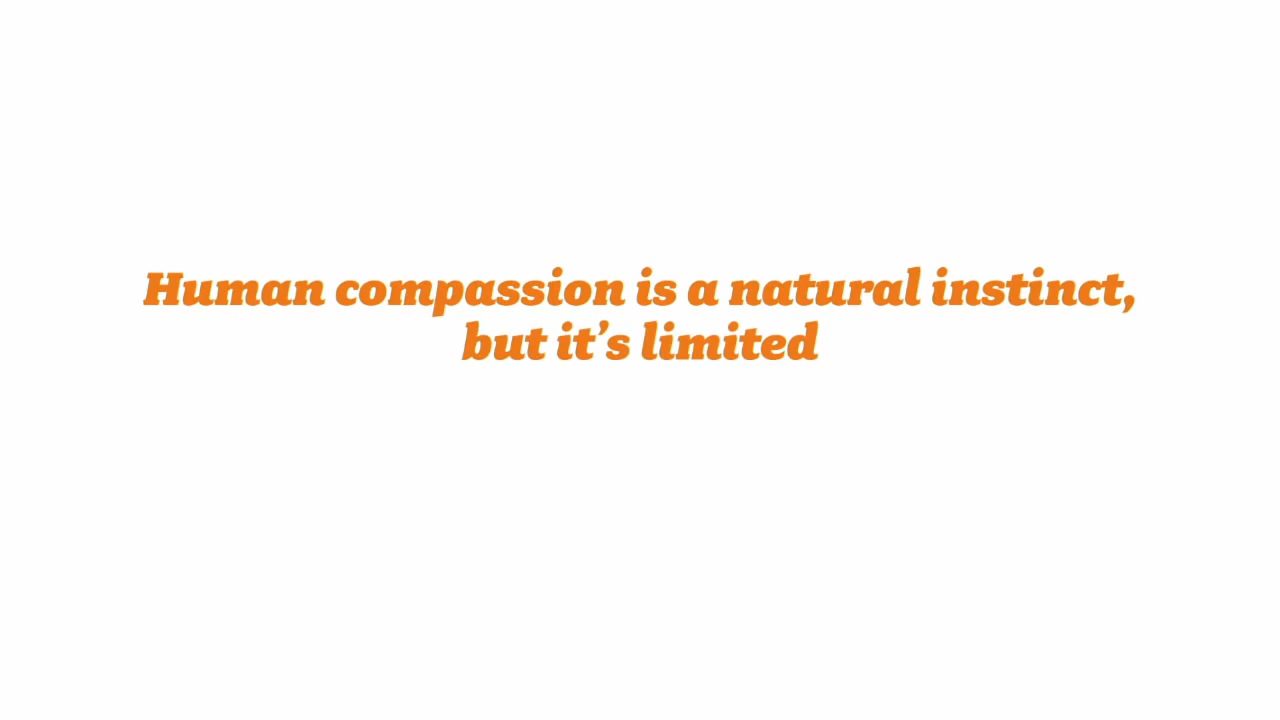 Human compassion is a natural instinct,
but it’s limited